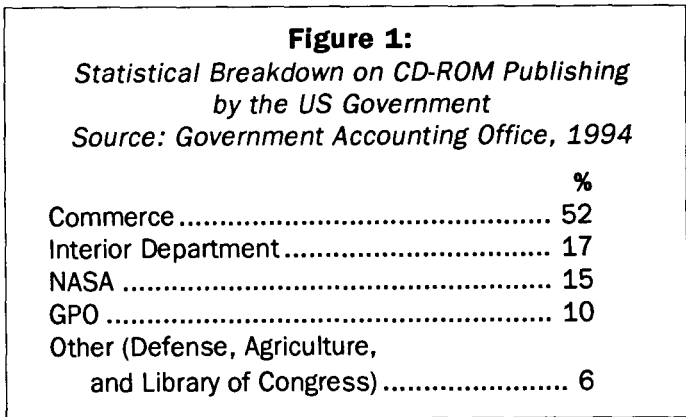 Figure 1:
Statistical Breakdown on CD-ROM Publishing
by the US Government
Source: Government Accounting Office, 1994
%
Commerce.................................................... 52
Interior Department..................................... 17
NASA ............................................................ 15
GPO .............................................................. 10
Other (Defense, Agriculture,
and Library of Congress)......................... 6